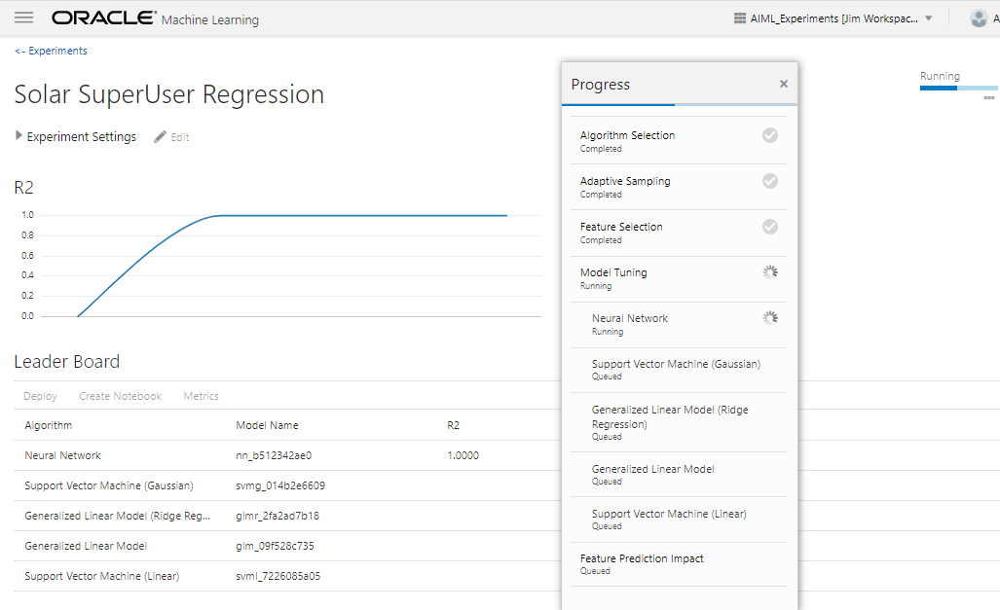 ORACLE® Machine Learning
AIML_Experiments [Jim Workspac...
A
<- Experiments
Solar SuperUser Regression
Running
Experiment Settings
Edit
R2
1.0
0.8
0.6
0.4
0.2
0.0
Leader Board
Deploy Create Notebook Metrics
Algorithm Model Name R2
Neural Network nn_b512342ae0 1.0000
Support Vector Machine (Gaussian) svmg_014b2e6609
Generalized Linear Model (Ridge Reg... glmr_2fa2ad7b18
Generalized Linear Model glm_09f528c735
Support Vector Machine (Linear) svml_7226085a05
Progress ×
Algorithm Selection
Completed
Adaptive Sampling
Completed
Feature Selection
Completed
Model Tuning
Running
Neural Network
Running
Support Vector Machine (Gaussian)
Queued
Generalized Linear Model (Ridge
Regression)
Queued
Generalized Linear Model
Queued
Support Vector Machine (Linear)
Queued
Feature Prediction Impact
Queued